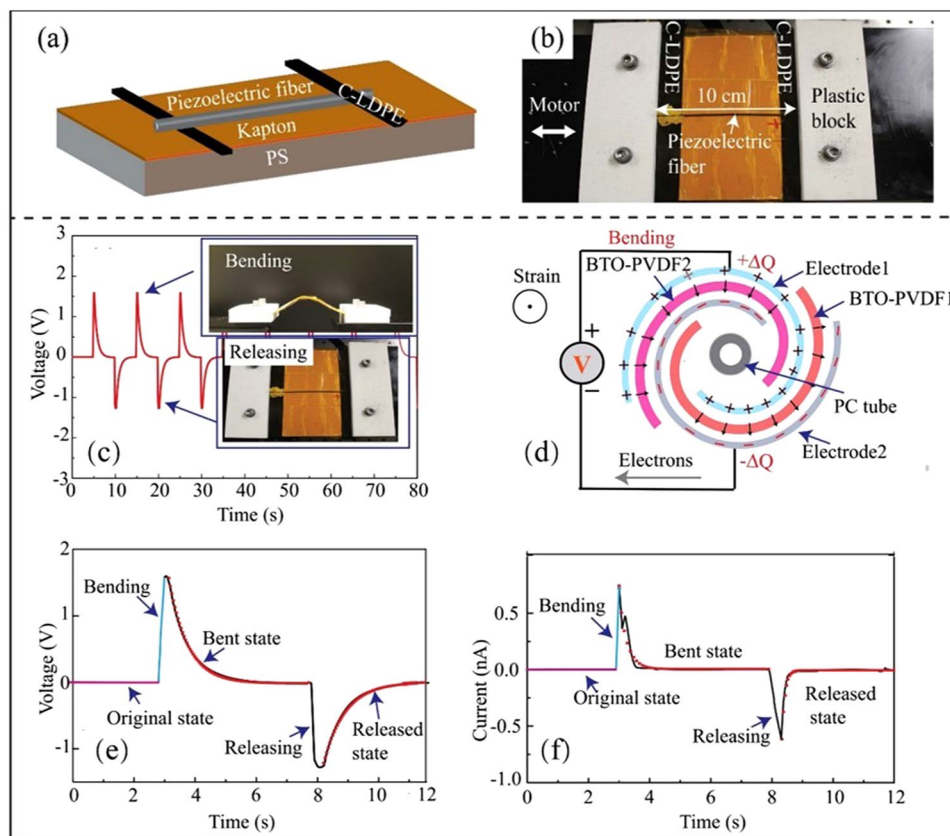 (a)
Piezoelectric fiber
C-LDPE
Kapton
PS
(b)
C-LDPE
C-LDPE
Motor
10 cm
Piezoelectric
fiber
Plastic
block
(c)
Voltage (V)
3
2
1
0
-1
-2
-3
Bending
Releasing
0 10 20 30 40 50 60 70 80
Time (s)
(d)
Bending
BTO-PVDF2
+ΔQ
Electrode1
BTO-PVDF1
Strain
+
V
−
PC tube
Electrode2
-ΔQ
Electrons
(e)
Voltage (V)
2
1
0
-1
Bending
Bent state
Original state
Releasing
Released
state
0 2 4 6 8 10 12
Time (s)
(f)
Current (nA)
0.5
0.0
-0.5
-1.0
Bending
Bent state
Original state
Releasing
Released
state
0 2 4 6 8 10 12
Time (s)